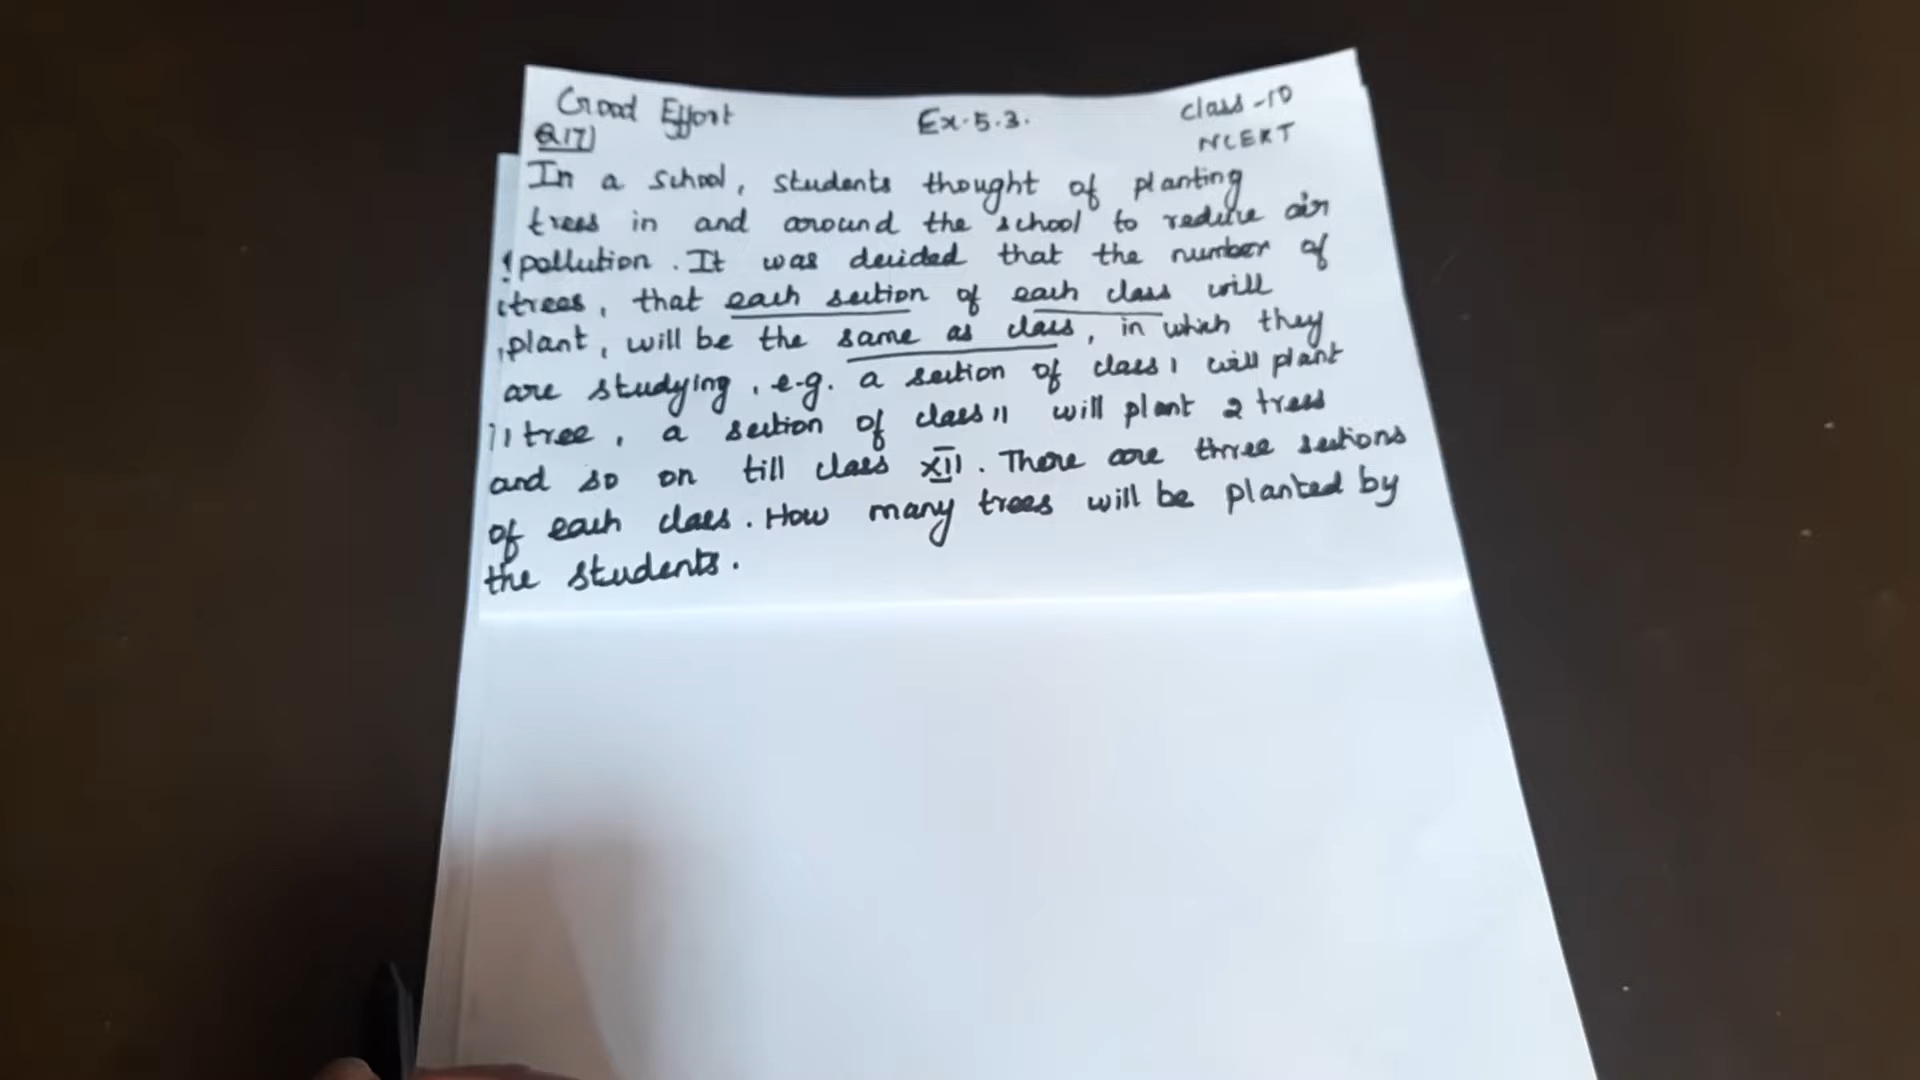 Good Effort Ex. 5.3. Class-10
Q17) NCERT
In a school, students thought of planting
trees in and around the school to reduce air
pollution. It was decided that the number of
trees, that each section of each class will
plant, will be the same as class, in which they
are studying, e.g. a section of class I will plant
1 tree, a section of class II will plant 2 trees
and so on till class XII. There are three sections
of each class. How many trees will be planted by
the students.